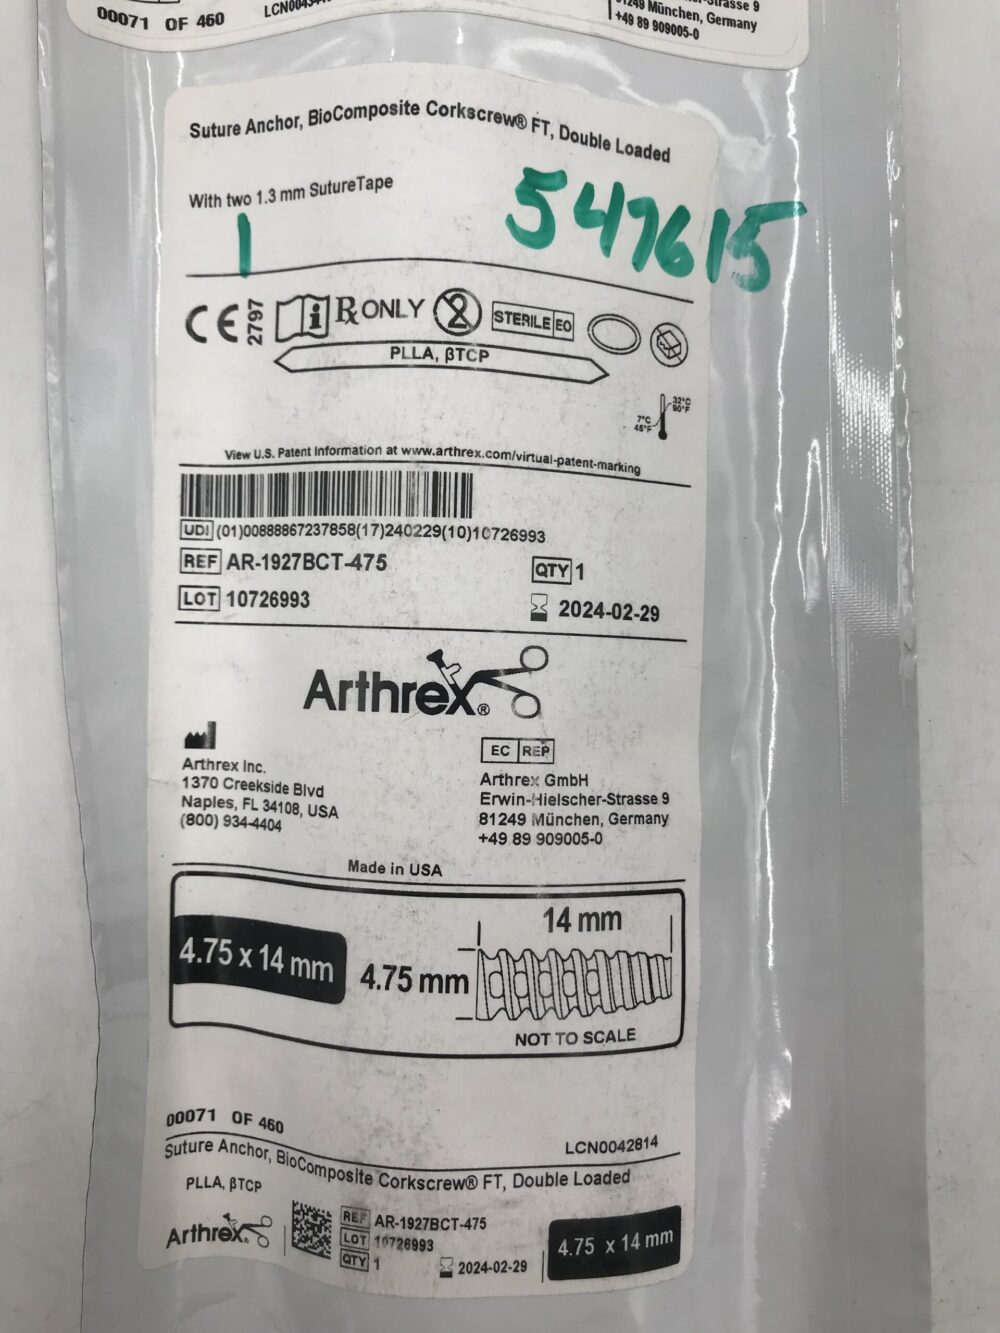 00071 OF 460
-Strasse 9
81249 München, Germany
+49 89 909005-0
Suture Anchor, BioComposite Corkscrew® FT, Double Loaded
With two 1.3 mm SutureTape
1
547615
CE 2797
i
Rx ONLY
2
STERILE EO
PLLA, βTCP
32°C
90°F
7°C
45°F
View U.S. Patent Information at www.arthrex.com/virtual-patent-marking
UDI (01)00888867237858(17)240229(10)10726993
REF AR-1927BCT-475
QTY 1
LOT 10726993
2024-02-29
Arthrex®
Arthrex Inc.
1370 Creekside Blvd
Naples, FL 34108, USA
(800) 934-4404
EC REP
Arthrex GmbH
Erwin-Hielscher-Strasse 9
81249 München, Germany
+49 89 909005-0
Made in USA
4.75 x 14 mm
14 mm
4.75 mm
NOT TO SCALE
00071 OF 460
LCN0042814
Suture Anchor, BioComposite Corkscrew® FT, Double Loaded
PLLA, βTCP
Arthrex®
REF AR-1927BCT-475
LOT 10726993
QTY 1
2024-02-29
4.75 x 14 mm